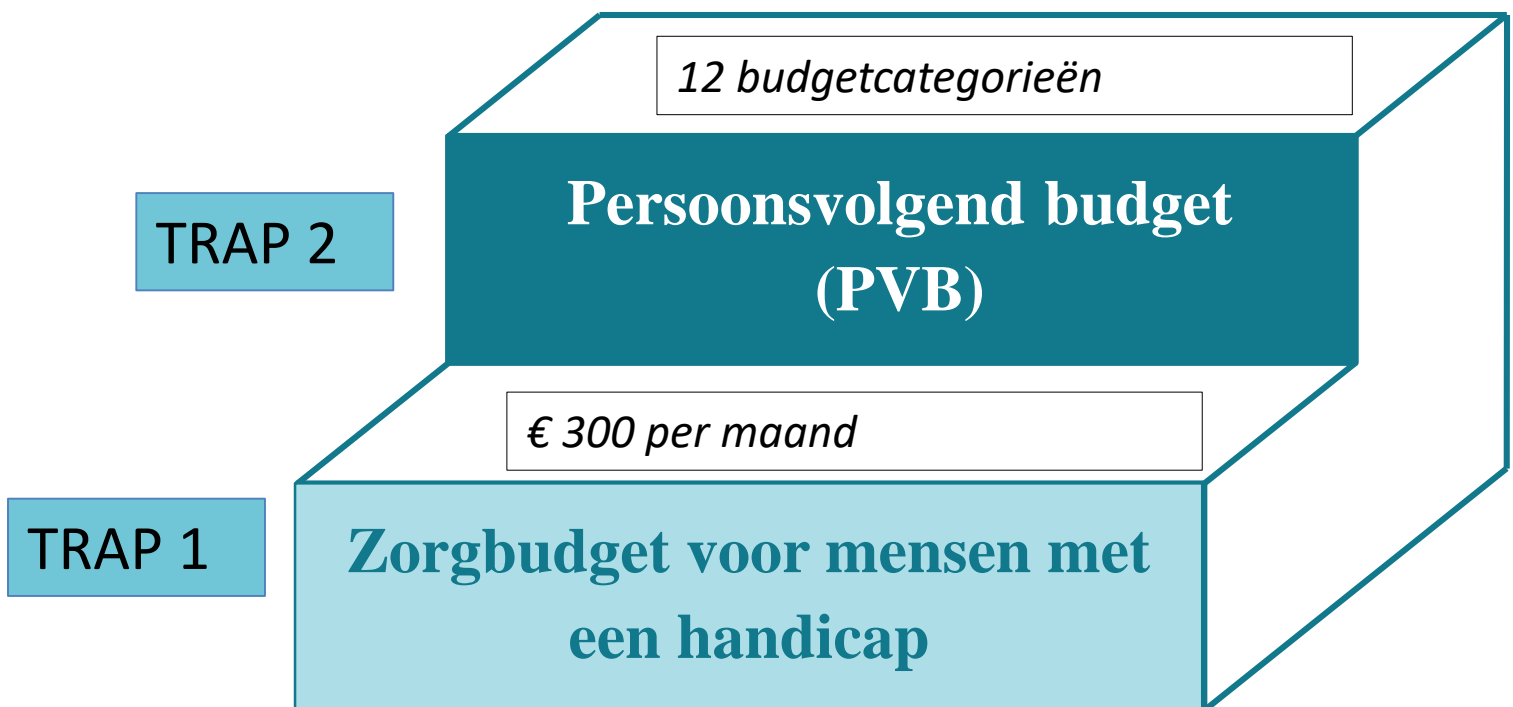 12 budgetcategorieën
TRAP 2
Persoonsvolgend budget
(PVB)
€ 300 per maand
TRAP 1
Zorgbudget voor mensen met
een handicap